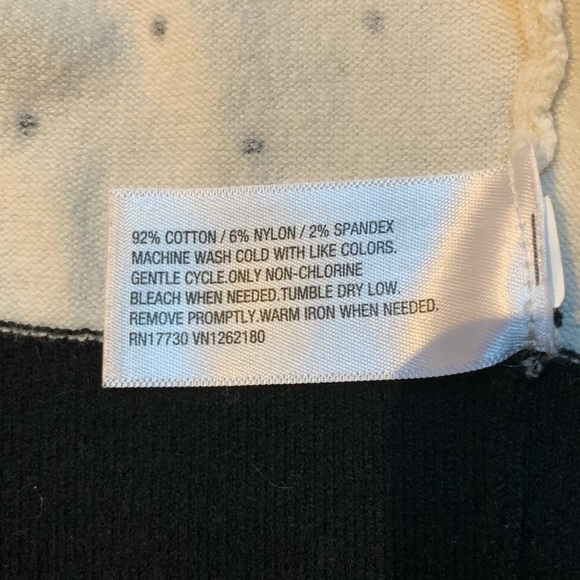 92% COTTON / 6% NYLON / 2% SPANDEX
MACHINE WASH COLD WITH LIKE COLORS.
GENTLE CYCLE.ONLY NON-CHLORINE
BLEACH WHEN NEEDED.TUMBLE DRY LOW.
REMOVE PROMPTLY.WARM IRON WHEN NEEDED.
RN17730 VN1262180